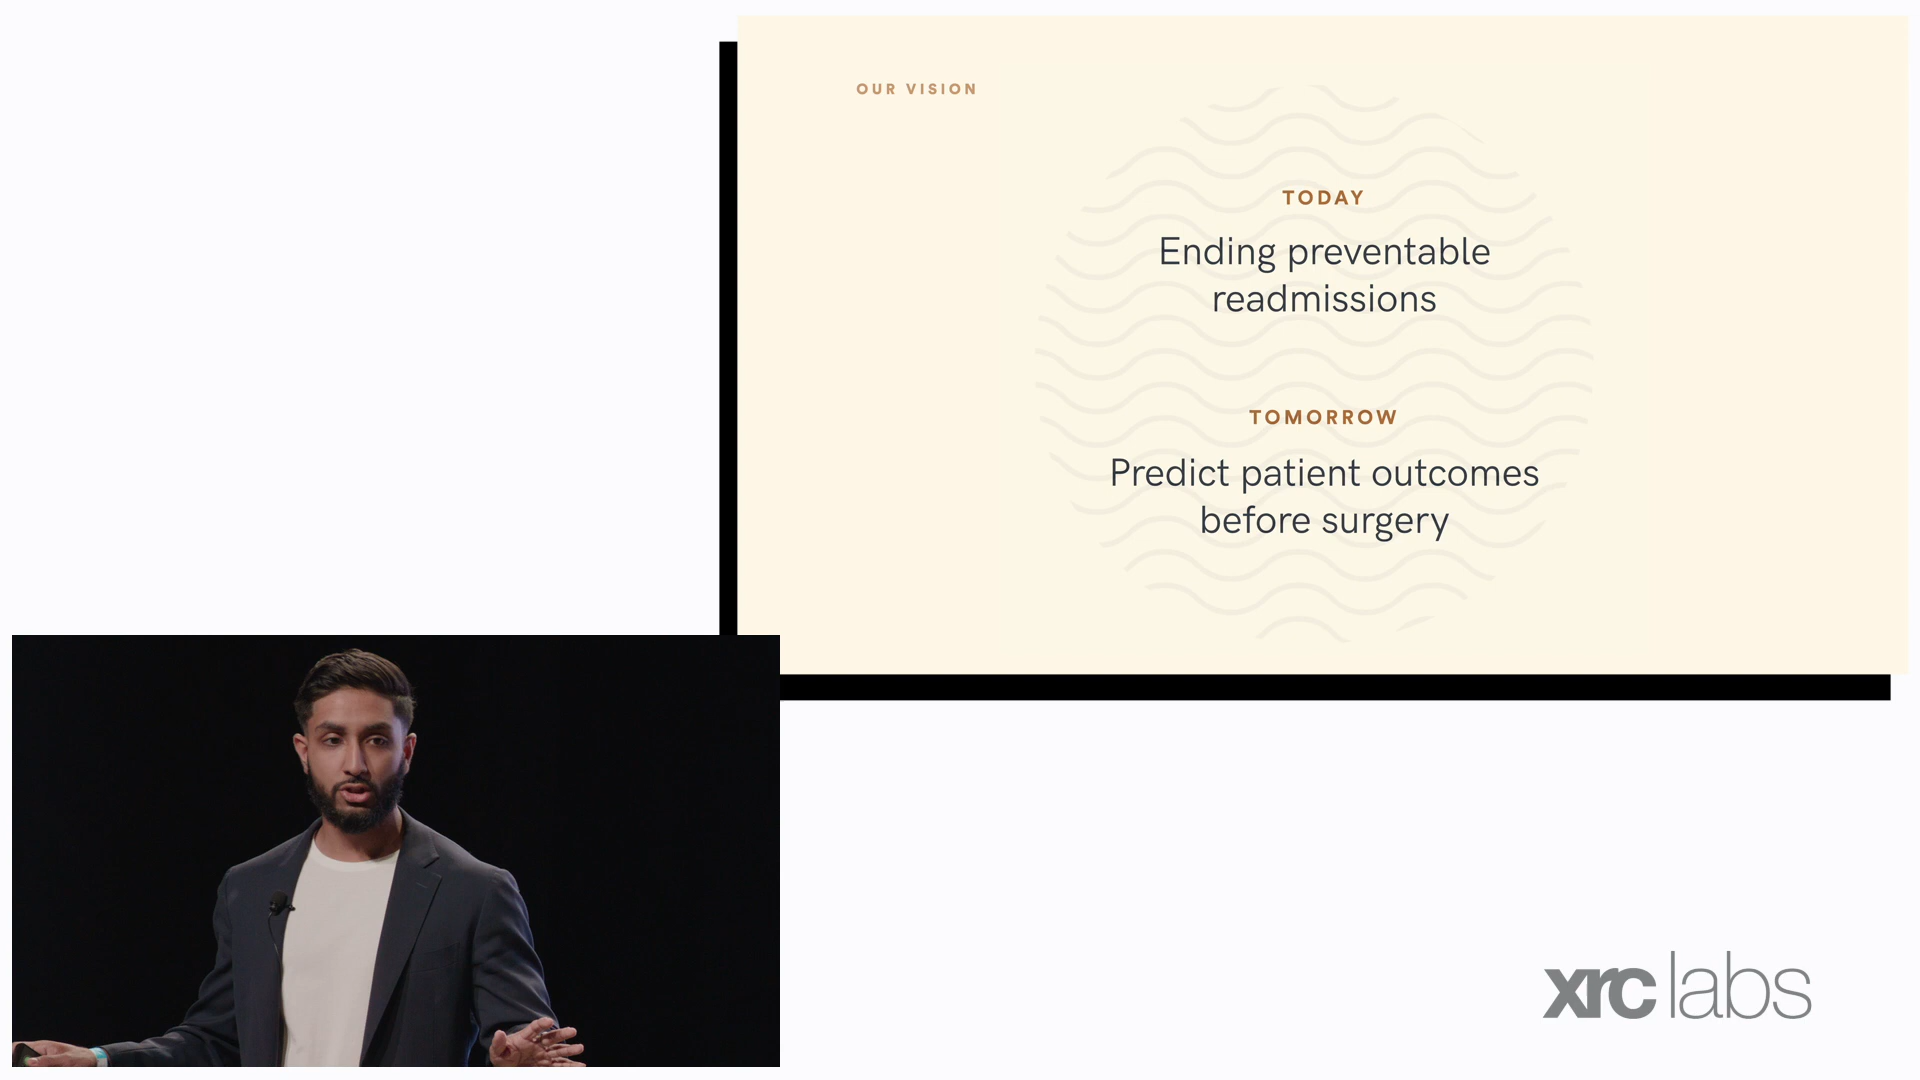 OUR VISION
TODAY
Ending preventable
readmissions
TOMORROW
Predict patient outcomes
before surgery
xrc labs